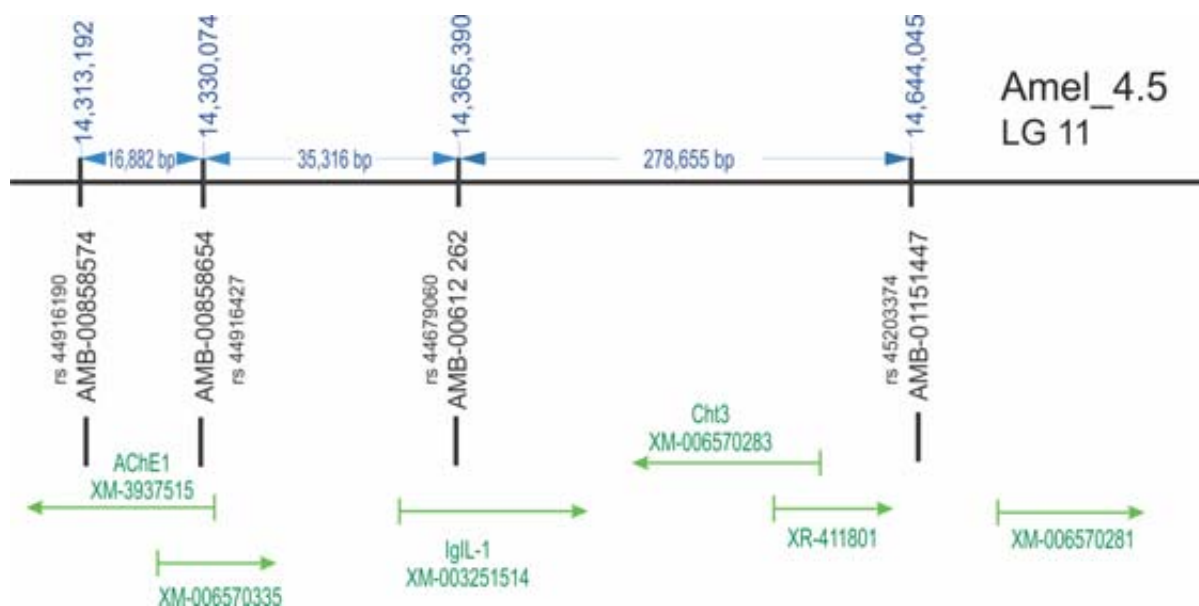 14,313,192
14,330,074
14,365,390
14,644,045
Amel_4.5
LG 11
16,882 bp
35,316 bp
278,655 bp
rs 44916190
AMB-00858574
AMB-00858654
rs 44916427
rs 44679060
AMB-00612 262
rs 45203374
AMB-01151447
AChE1
XM-3937515
XM-006570335
IgIL-1
XM-003251514
Cht3
XM-006570283
XR-411801
XM-006570281